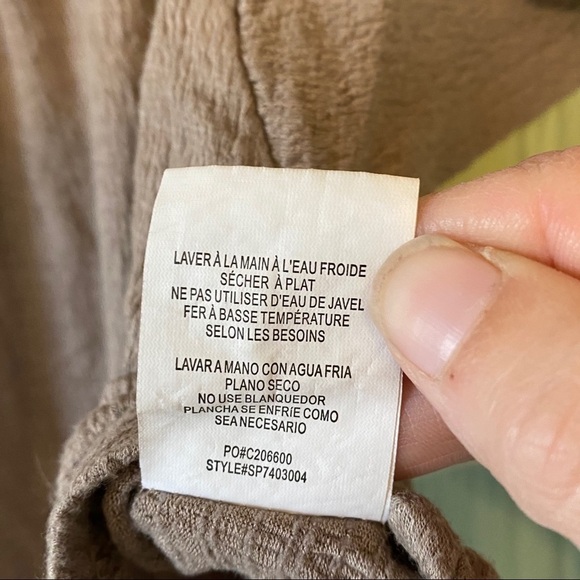 LAVER À LA MAIN À L'EAU FROIDE
SÉCHER À PLAT
NE PAS UTILISER D'EAU DE JAVEL
FER À BASSE TEMPÉRATURE
SELON LES BESOINS
LAVAR A MANO CON AGUA FRIA
PLANO SECO
NO USE BLANQUEDOR
PLANCHA SE ENFRÍE COMO
SEA NECESARIO
PO#C206600
STYLE#SP7403004